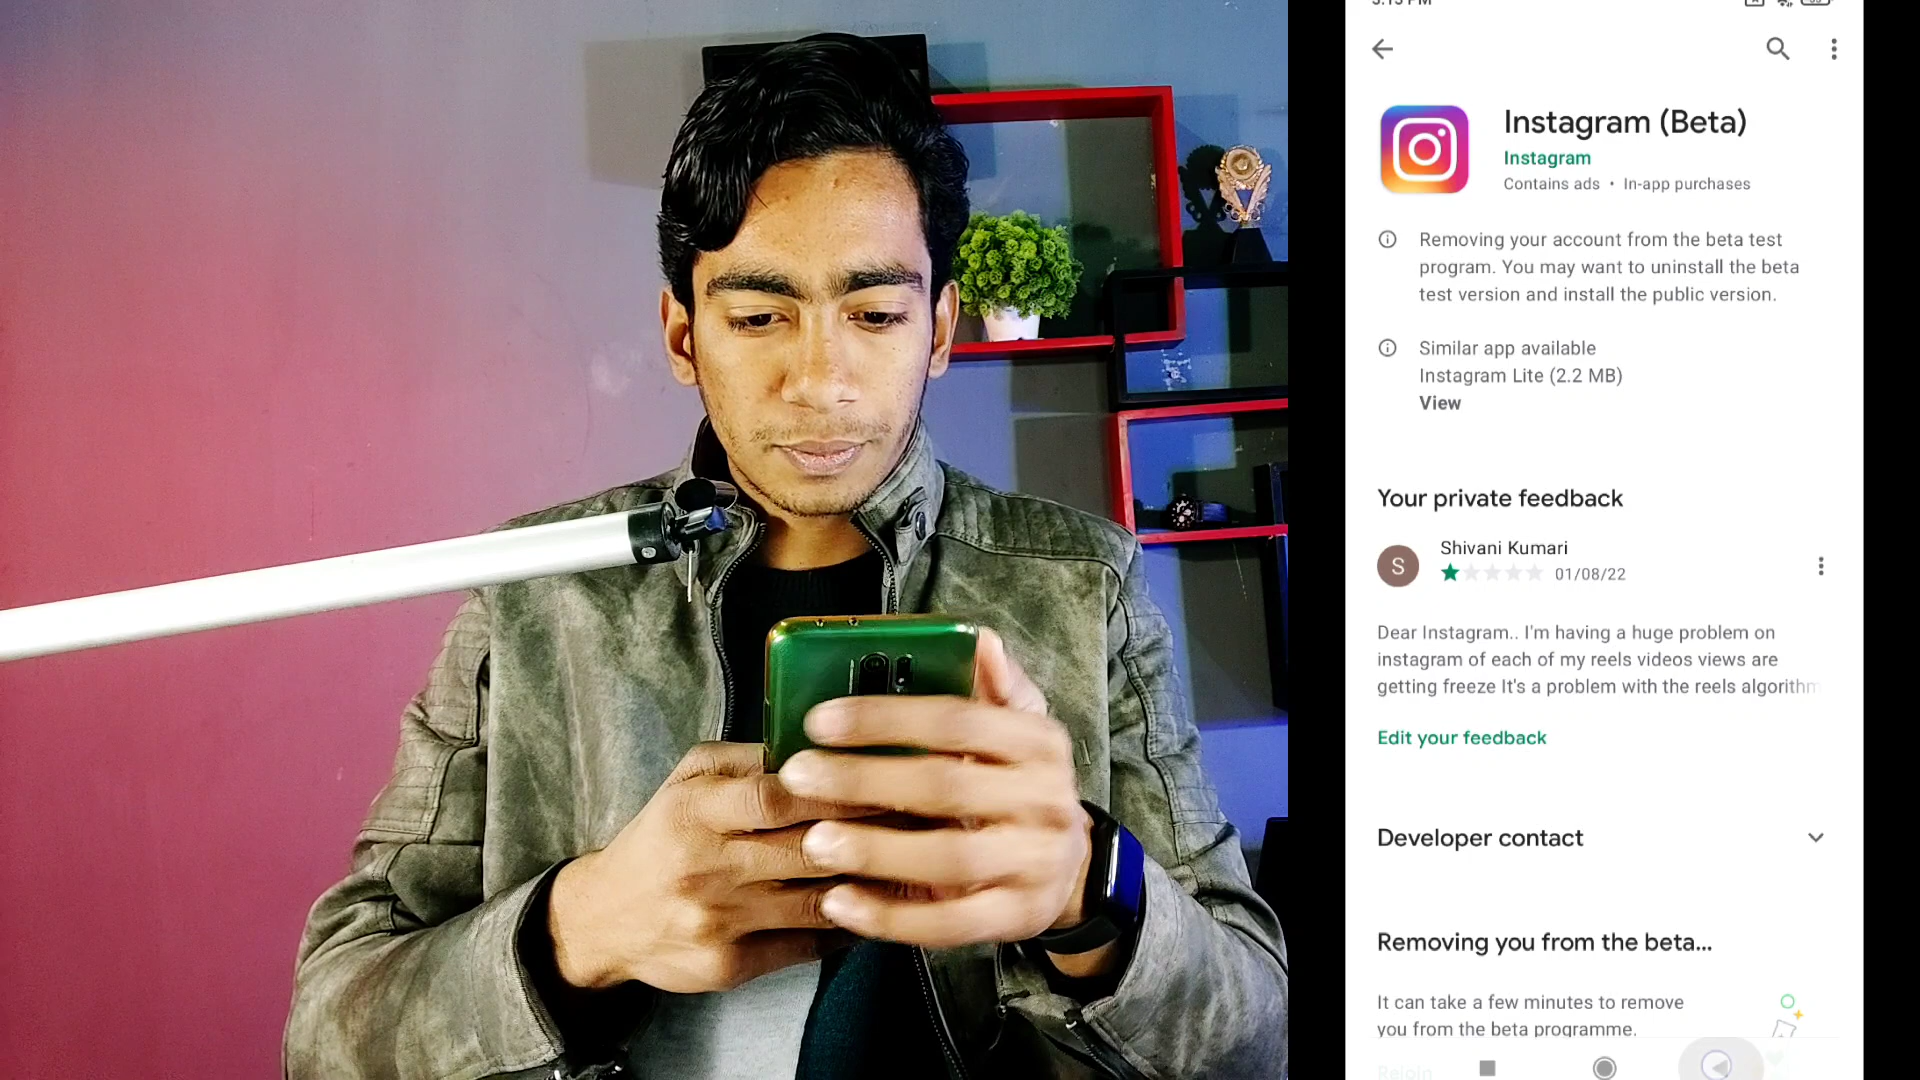 Instagram (Beta)
Instagram
Contains ads • In-app purchases
Removing your account from the beta test
program. You may want to uninstall the beta
test version and install the public version.
Similar app available
Instagram Lite (2.2 MB)
View
Your private feedback
S
Shivani Kumari
01/08/22
Dear Instagram.. I'm having a huge problem on
instagram of each of my reels videos views are
getting freeze It's a problem with the reels algorithm
Edit your feedback
Developer contact
Removing you from the beta...
It can take a few minutes to remove
you from the beta programme.
Rejoin